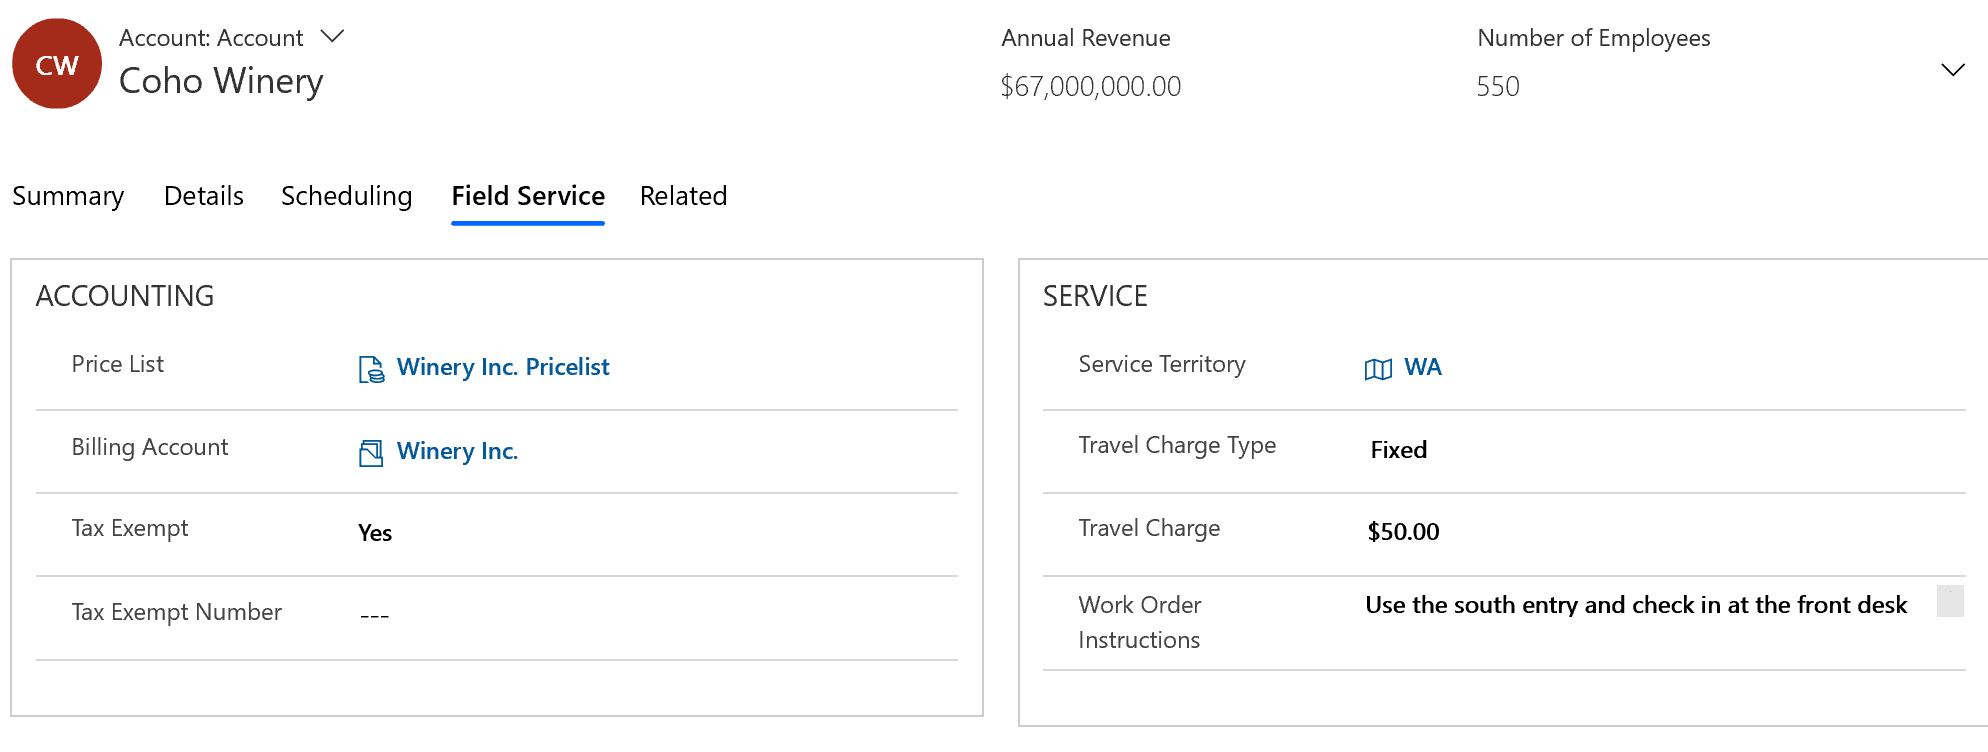 CW
Account: Account
Coho Winery
Annual Revenue
$67,000,000.00
Number of Employees
550
Summary Details Scheduling Field Service Related
ACCOUNTING
Price List Winery Inc. Pricelist
Billing Account Winery Inc.
Tax Exempt Yes
Tax Exempt Number ---
SERVICE
Service Territory WA
Travel Charge Type Fixed
Travel Charge $50.00
Work Order Use the south entry and check in at the front desk
Instructions